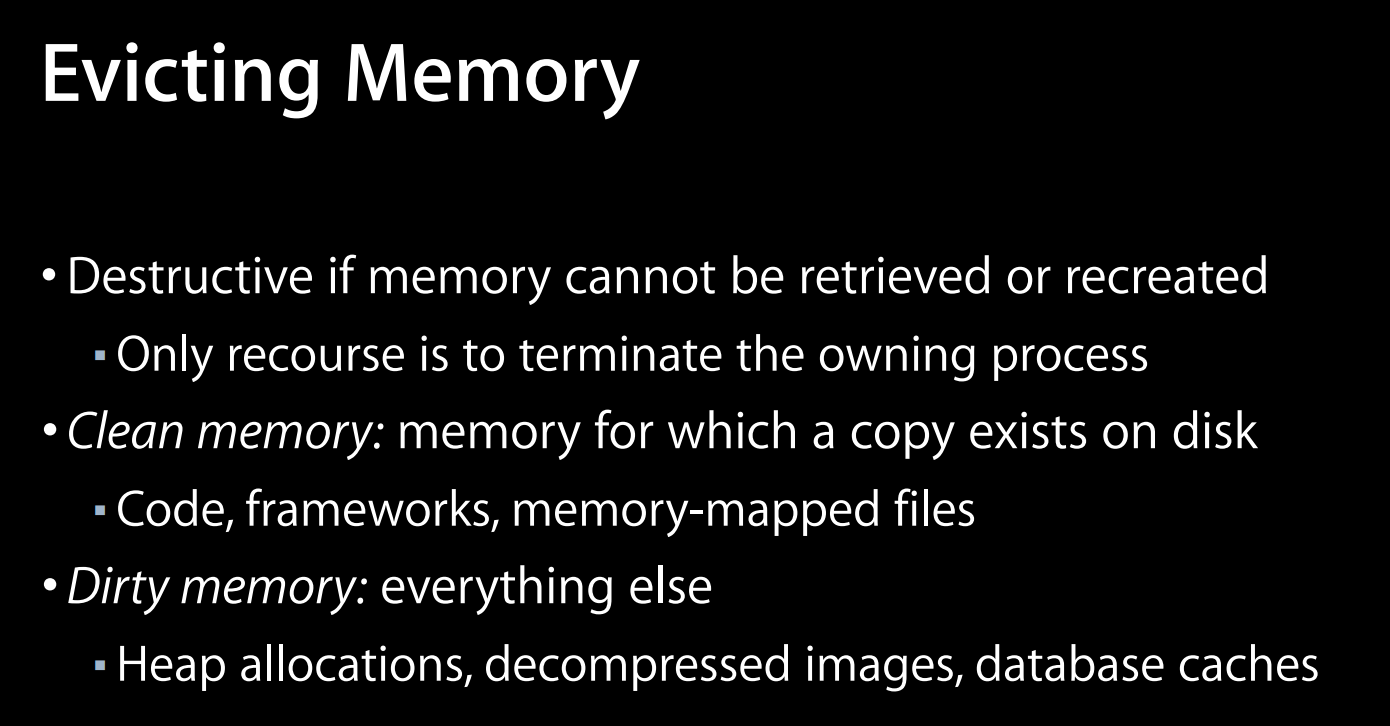 Evicting Memory
• Destructive if memory cannot be retrieved or recreated
▪ Only recourse is to terminate the owning process
• Clean memory: memory for which a copy exists on disk
▪ Code, frameworks, memory-mapped files
• Dirty memory: everything else
▪ Heap allocations, decompressed images, database caches